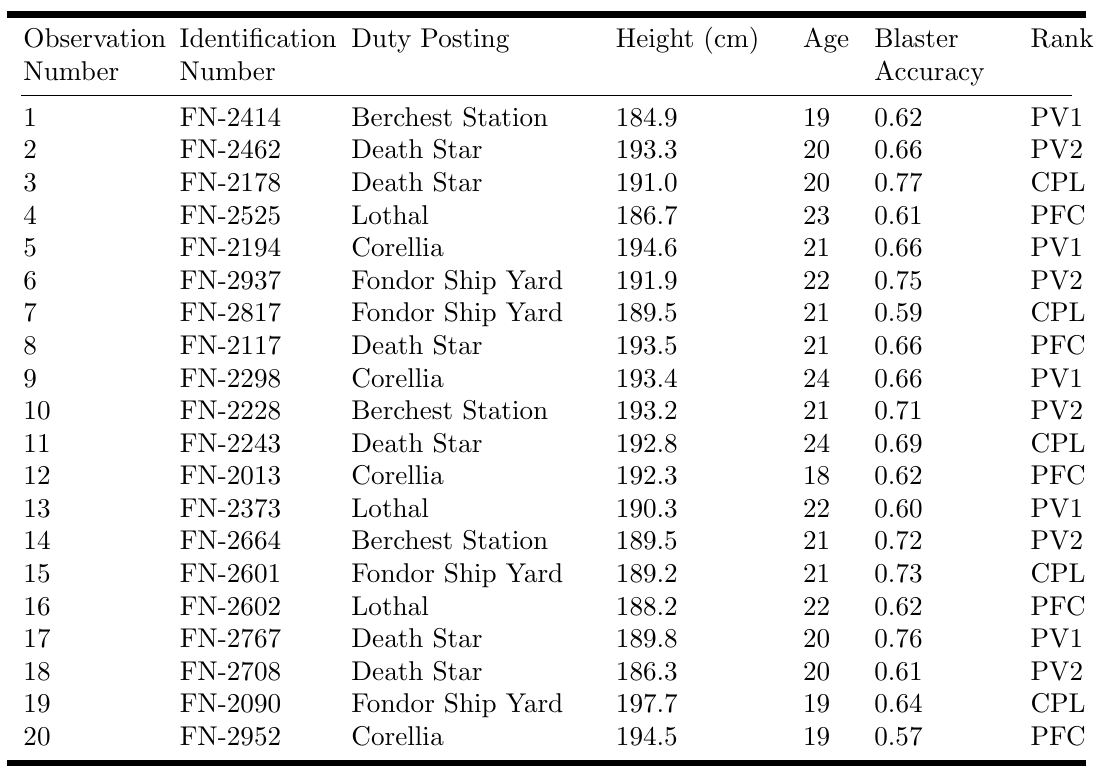 Observation Identification Duty Posting Height (cm) Age Blaster Rank
Number Number Accuracy
1 FN-2414 Berchest Station 184.9 19 0.62 PV1
2 FN-2462 Death Star 193.3 20 0.66 PV2
3 FN-2178 Death Star 191.0 20 0.77 CPL
4 FN-2525 Lothal 186.7 23 0.61 PFC
5 FN-2194 Corellia 194.6 21 0.66 PV1
6 FN-2937 Fondor Ship Yard 191.9 22 0.75 PV2
7 FN-2817 Fondor Ship Yard 189.5 21 0.59 CPL
8 FN-2117 Death Star 193.5 21 0.66 PFC
9 FN-2298 Corellia 193.4 24 0.66 PV1
10 FN-2228 Berchest Station 193.2 21 0.71 PV2
11 FN-2243 Death Star 192.8 24 0.69 CPL
12 FN-2013 Corellia 192.3 18 0.62 PFC
13 FN-2373 Lothal 190.3 22 0.60 PV1
14 FN-2664 Berchest Station 189.5 21 0.72 PV2
15 FN-2601 Fondor Ship Yard 189.2 21 0.73 CPL
16 FN-2602 Lothal 188.2 22 0.62 PFC
17 FN-2767 Death Star 189.8 20 0.76 PV1
18 FN-2708 Death Star 186.3 20 0.61 PV2
19 FN-2090 Fondor Ship Yard 197.7 19 0.64 CPL
20 FN-2952 Corellia 194.5 19 0.57 PFC